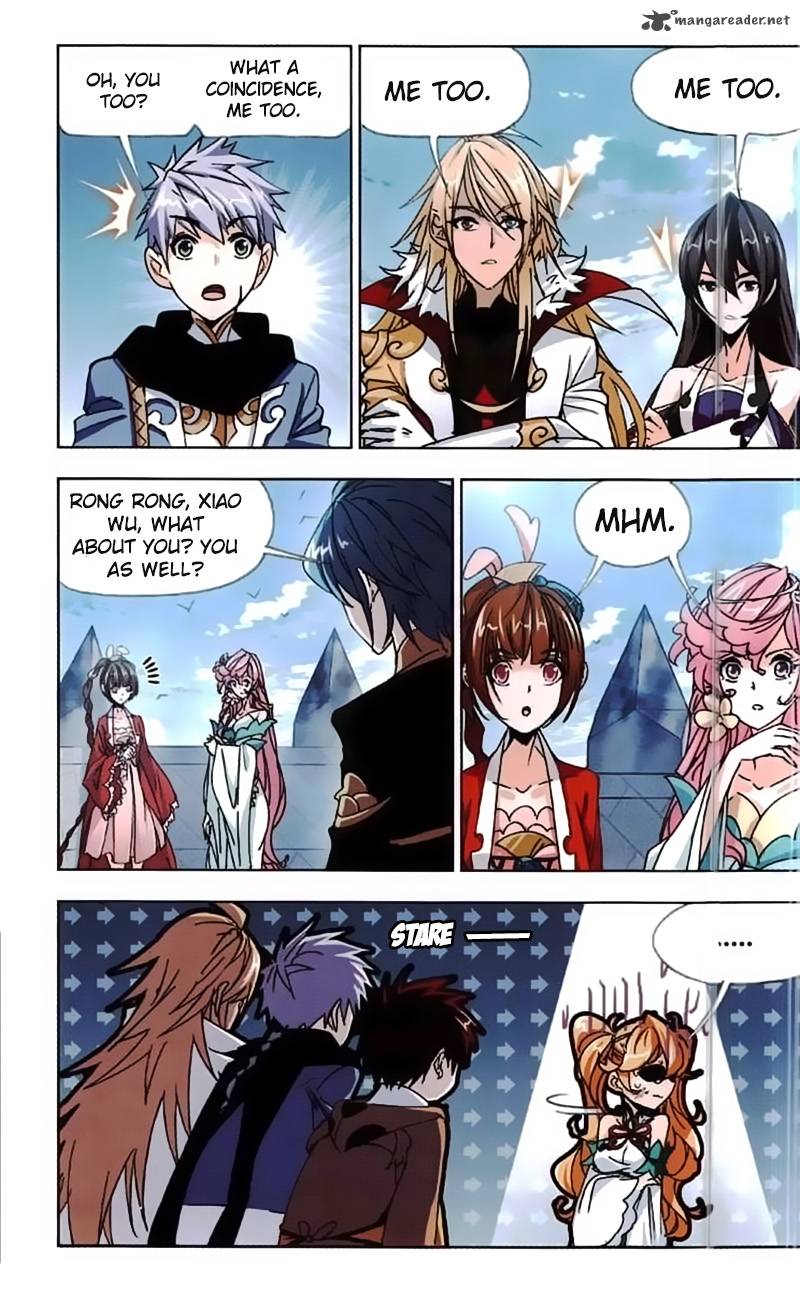 mangareader.net
OH, YOU
TOO?
WHAT A
COINCIDENCE,
ME TOO.
ME TOO.
ME TOO.
RONG RONG, XIAO
WU, WHAT
ABOUT YOU? YOU
AS WELL?
MHM.
STARE ——
......